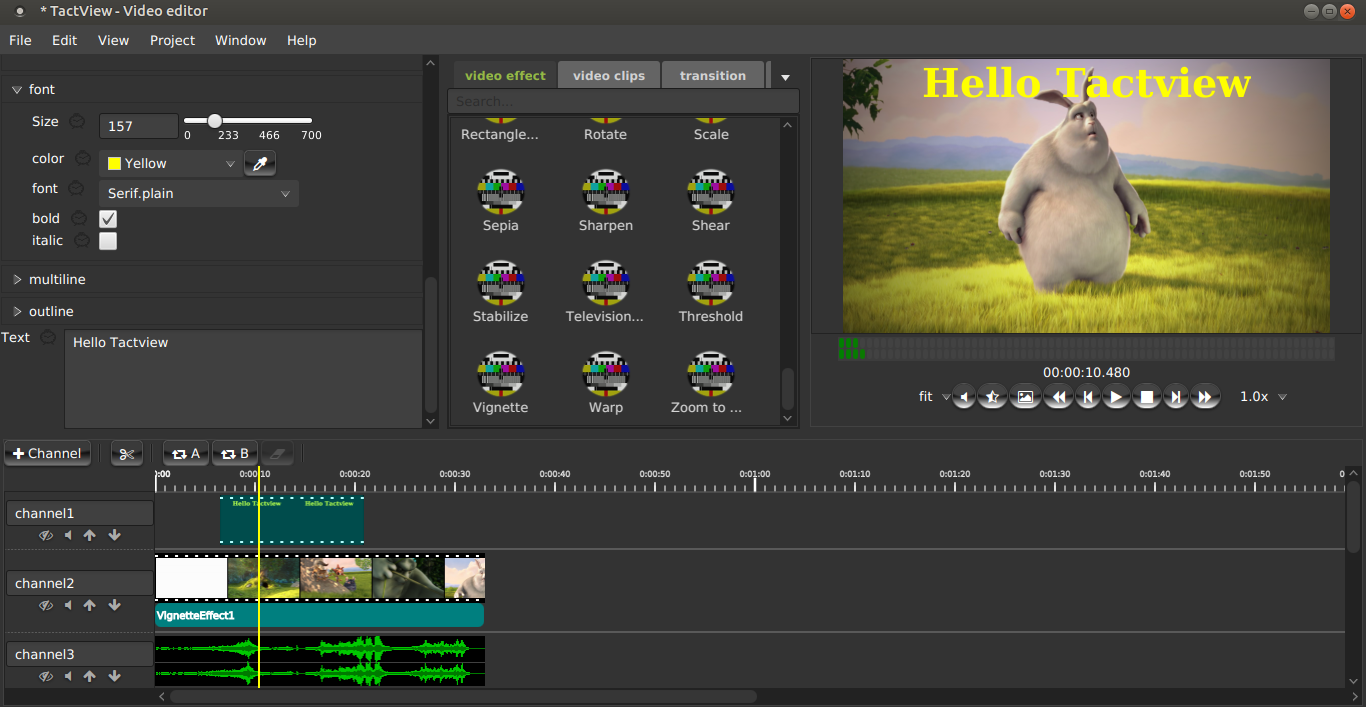 * TactView - Video editor
File Edit View Project Window Help
font
Size 157
0 233 466 700
color Yellow
font Serif.plain
bold
italic
multiline
outline
Text Hello Tactview
video effect video clips transition
Search...
Rectangle... Rotate Scale
Sepia Sharpen Shear
Stabilize Television... Threshold
Vignette Warp Zoom to ...
Hello Tactview
00:00:10.480
fit 1.0x
+ Channel A B
:00 0:00:10 0:00:20 0:00:30 0:00:40 0:00:50 0:01:00 0:01:10 0:01:20 0:01:30 0:01:40 0:01:50 0
channel1
Hello Tactview Hello Tactview
channel2
VignetteEffect1
channel3